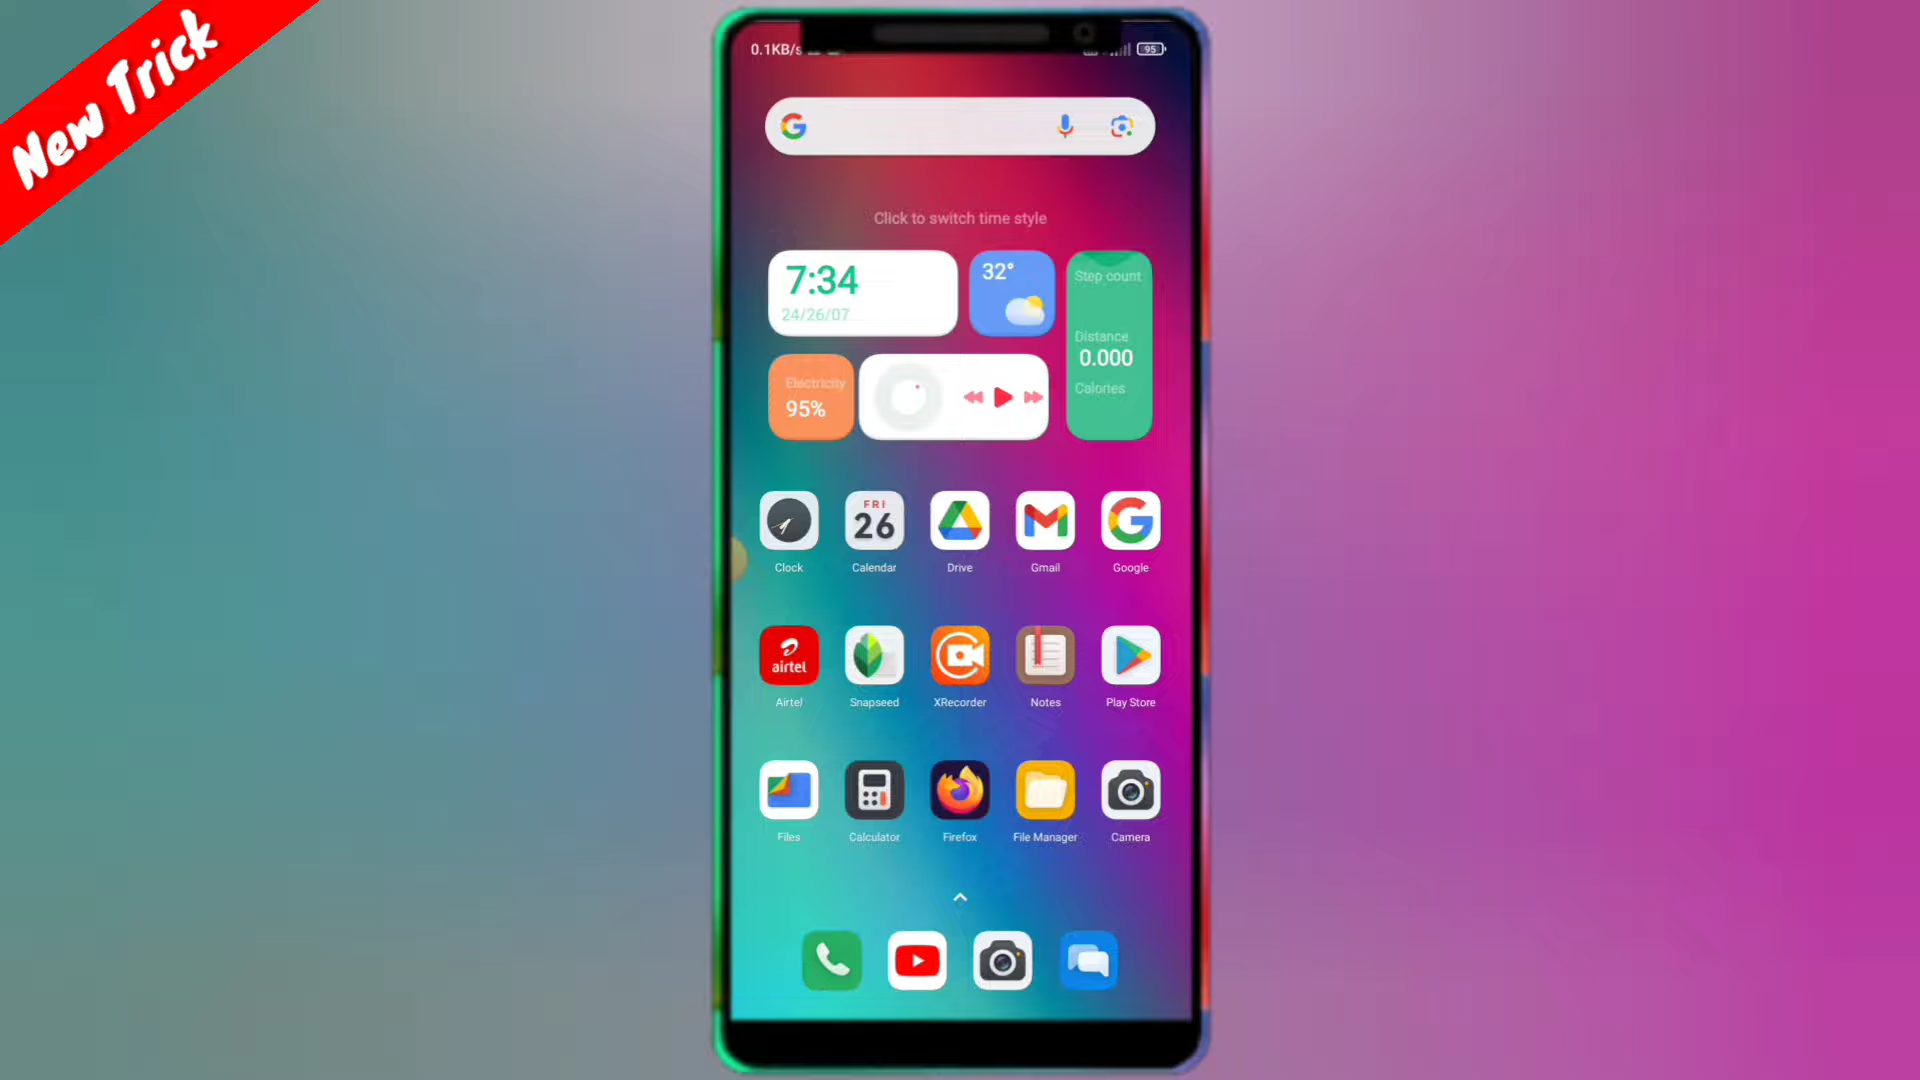 New Trick
0.1KB/s
95
Click to switch time style
7:34
24/26/07
32°
Step count
Distance
0.000
Calories
Electricity
95%
FRI
26
Clock
Calendar
Drive
Gmail
Google
airtel
Airtel
Snapseed
XRecorder
Notes
Play Store
Files
Calculator
Firefox
File Manager
Camera